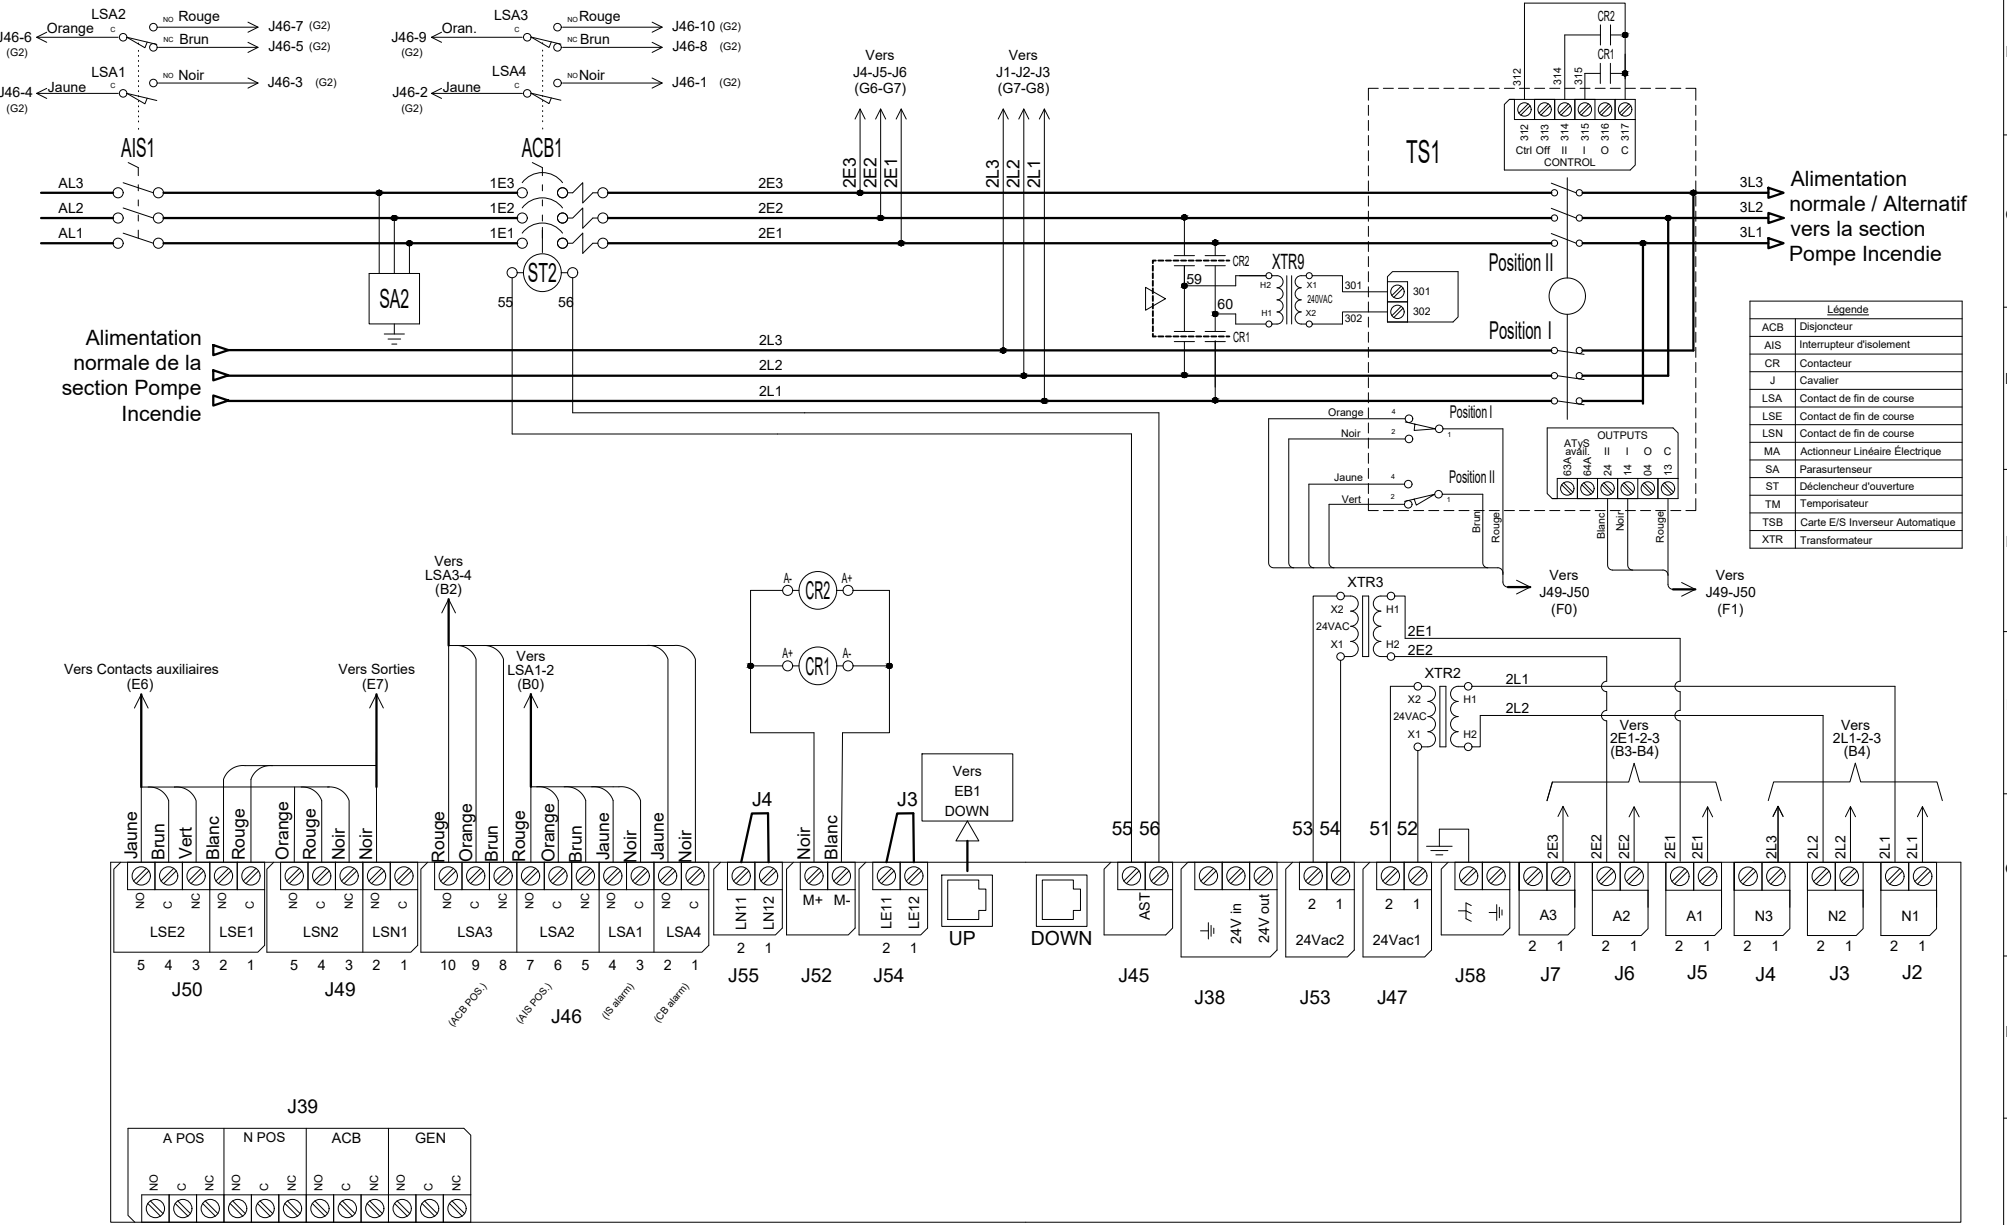 LSA2
NO Rouge
J46-7 (G2)
J46-6
(G2)
Orange
C
NC Brun
J46-5 (G2)
LSA1
C
NO Noir
J46-3 (G2)
J46-4
(G2)
Jaune
LSA3
NO Rouge
J46-10 (G2)
J46-9
(G2)
Oran.
C
NC Brun
J46-8 (G2)
LSA4
C
NO Noir
J46-1 (G2)
J46-2
(G2)
Jaune
Vers
J4-J5-J6
(G6-G7)
Vers
J1-J2-J3
(G7-G8)
CR2
CR1
312
314
315
312 313 314 315 316 317
Ctrl Off II I O C
CONTROL
TS1
AIS1
ACB1
2E3
2E2
2E1
2L3
2L2
2L1
AL3
AL2
AL1
1E3
1E2
1E1
2E3
2E2
2E1
3L3
3L2
3L1
Alimentation
normale / Alternatif
vers la section
Pompe Incendie
SA2
ST2
55
56
59
60
CR2
CR1
XTR9
H2
H1
X1
240VAC
X2
301
302
301
302
Position II
Position I
Alimentation
normale de la
section Pompe
Incendie
2L3
2L2
2L1
Légende
ACB Disjoncteur
AIS Interrupteur d'isolement
CR Contacteur
J Cavalier
LSA Contact de fin de course
LSE Contact de fin de course
LSN Contact de fin de course
MA Actionneur Linéaire Électrique
SA Parasurtenseur
ST Déclencheur d'ouverture
TM Temporisateur
TSB Carte E/S Inverseur Automatique
XTR Transformateur
Orange
4
Position I
Noir
2
1
Jaune
4
Position II
Vert
2
1
Brun
Rouge
OUTPUTS
ATyS
avail. II I O C
63A 64A 24 14 04 13
Blanc
Noir
Rouge
Vers
J49-J50
(F0)
Vers
J49-J50
(F1)
XTR3
X2
24VAC
X1
H1
H2
2E1
2E2
XTR2
X2
24VAC
X1
H1
H2
2L1
2L2
Vers
LSA3-4
(B2)
Vers
LSA1-2
(B0)
Vers Contacts auxiliaires
(E6)
Vers Sorties
(E7)
A- CR2 A+
A+ CR1 A-
Vers
EB1
DOWN
Vers
2E1-2-3
(B3-B4)
Vers
2L1-2-3
(B4)
Jaune
Brun
Vert
Blanc
Rouge
Orange
Rouge
Noir
Noir
Rouge
Orange
Brun
Rouge
Orange
Brun
Jaune
Noir
Jaune
Noir
J4
Noir
Blanc
J3
55 56
53 54
51 52
2E3
2E2
2E2
2E1
2E1
2L3
2L2
2L2
2L1
2L1
NO C NC NO C
LSE2 LSE1
5 4 3 2 1
J50
NO C NC NO C
LSN2 LSN1
5 4 3 2 1
J49
NO C NC NO C NC NO C NO C
LSA3 LSA2 LSA1 LSA4
10 9 8 7 6 5 4 3 2 1
(ACB POS.)
(AIS POS.)
(IS alarm)
(CB alarm)
J46
LN11 LN12
2 1
J55
M+ M-
J52
LE11 LE12
2 1
J54
UP
DOWN
AST
J45
24V in
24V out
J38
2 1
24Vac2
J53
2 1
24Vac1
J47
J58
A3
2 1
J7
A2
2 1
J6
A1
2 1
J5
N3
2 1
J4
N2
2 1
J3
N1
2 1
J2
J39
A POS N POS ACB GEN
NO C NC NO C NC NO C NC NO C NC